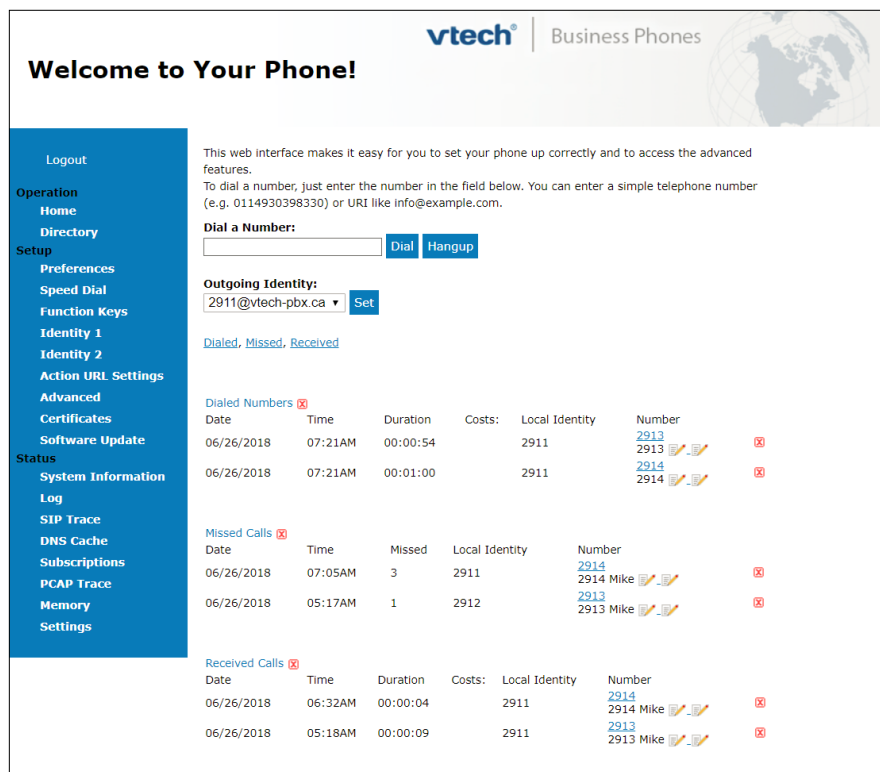 vtech® Business Phones
Welcome to Your Phone!
Logout
Operation
Home
Directory
Setup
Preferences
Speed Dial
Function Keys
Identity 1
Identity 2
Action URL Settings
Advanced
Certificates
Software Update
Status
System Information
Log
SIP Trace
DNS Cache
Subscriptions
PCAP Trace
Memory
Settings
This web interface makes it easy for you to set your phone up correctly and to access the advanced
features.
To dial a number, just enter the number in the field below. You can enter a simple telephone number
(e.g. 0114930398330) or URI like info@example.com.
Dial a Number:
Dial Hangup
Outgoing Identity:
2911@vtech-pbx.ca Set
Dialed, Missed, Received
Dialed Numbers
Date Time Duration Costs: Local Identity Number
06/26/2018 07:21AM 00:00:54 2911 2913
2913
06/26/2018 07:21AM 00:01:00 2911 2914
2914
Missed Calls
Date Time Missed Local Identity Number
06/26/2018 07:05AM 3 2911 2914
2914 Mike
06/26/2018 05:17AM 1 2912 2913
2913 Mike
Received Calls
Date Time Duration Costs: Local Identity Number
06/26/2018 06:32AM 00:00:04 2911 2914
2914 Mike
06/26/2018 05:18AM 00:00:09 2911 2913
2913 Mike